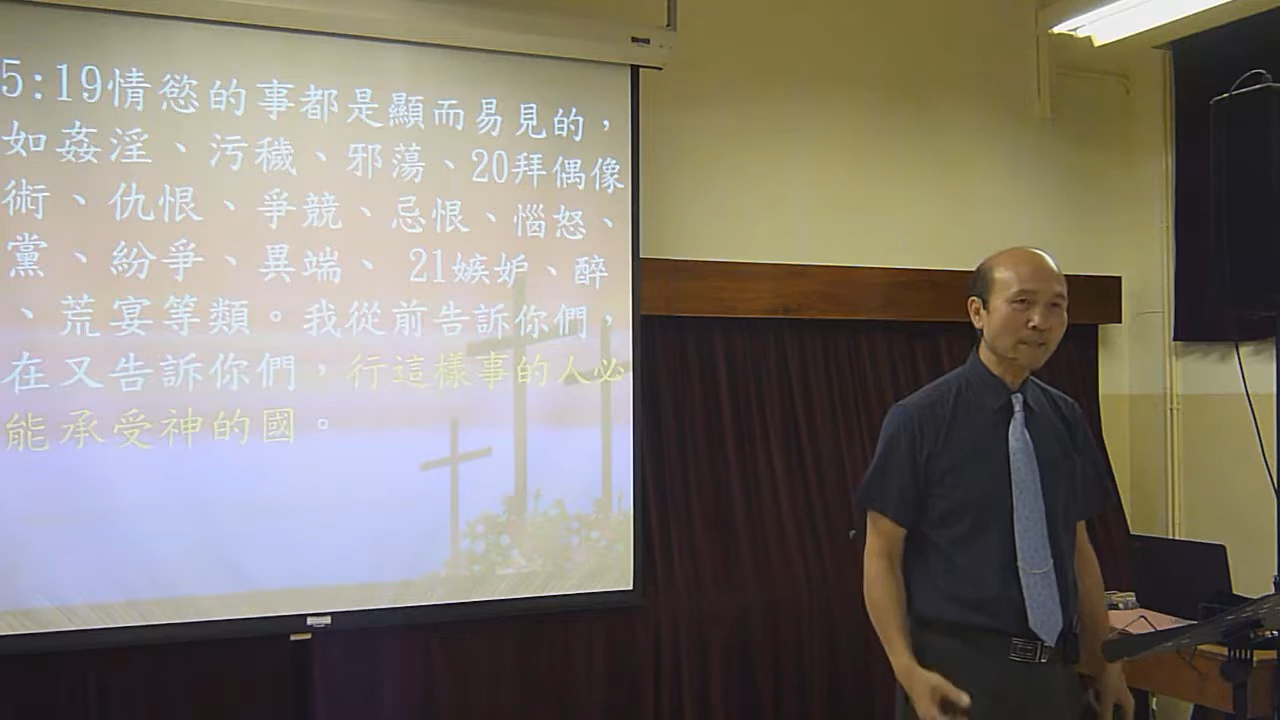 5:19情慾的事都是顯而易見的，
如姦淫、污穢、邪蕩、20拜偶像
術、仇恨、爭競、忌恨、惱怒、
黨、紛爭、異端、 21嫉妒、醉
、荒宴等類。我從前告訴你們，
在又告訴你們，行這樣事的人必
能承受神的國。